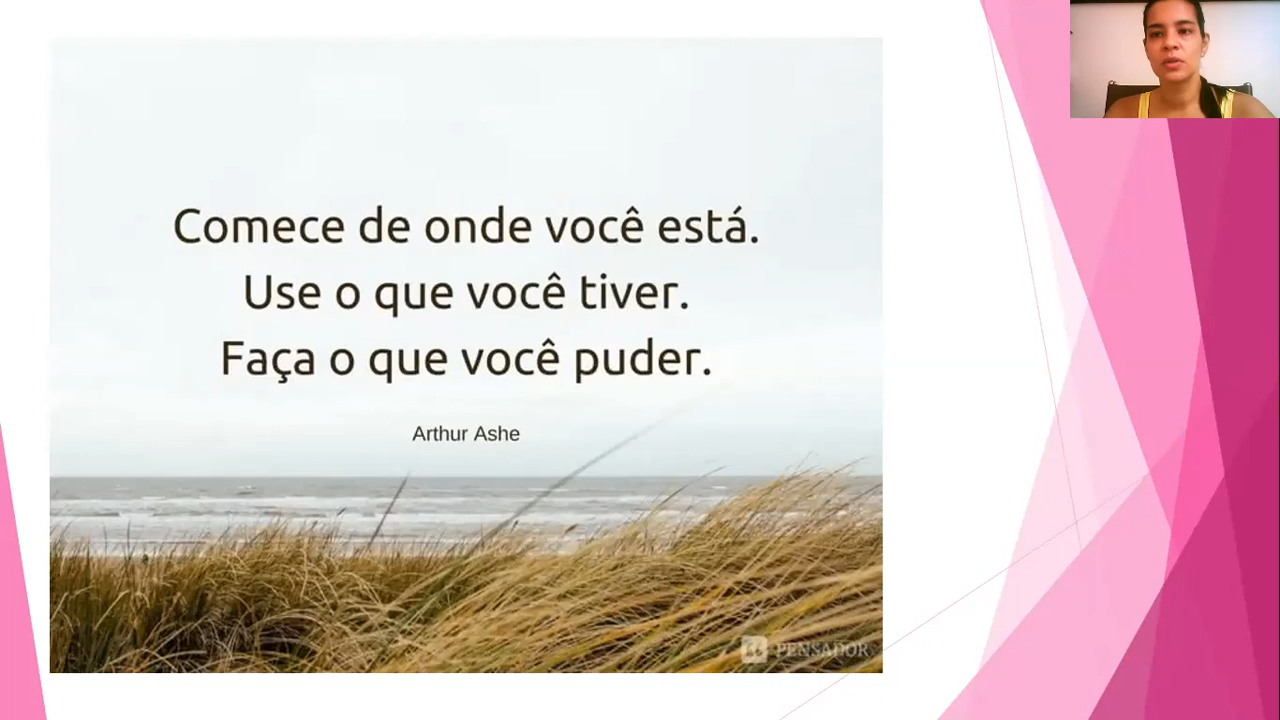 Comece de onde você está.
Use o que você tiver.
Faça o que você puder.
Arthur Ashe
PENSADOR